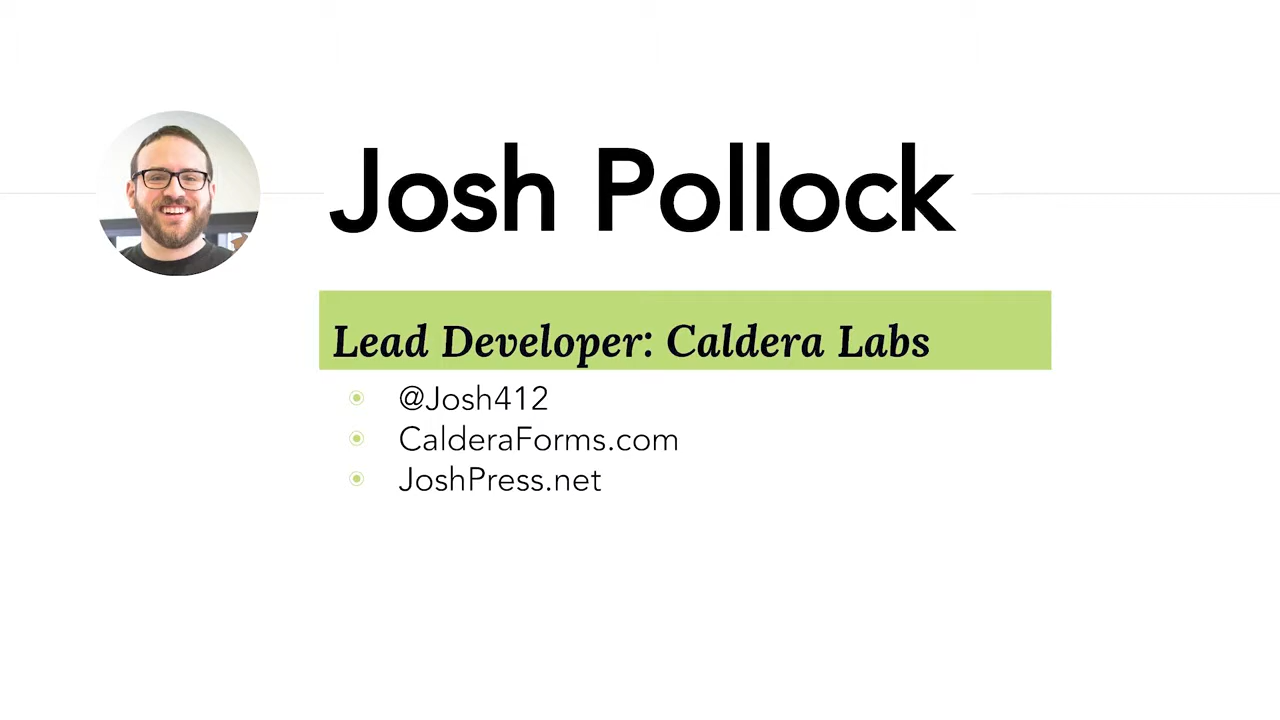 Josh Pollock
Lead Developer: Caldera Labs
@Josh412
CalderaForms.com
JoshPress.net